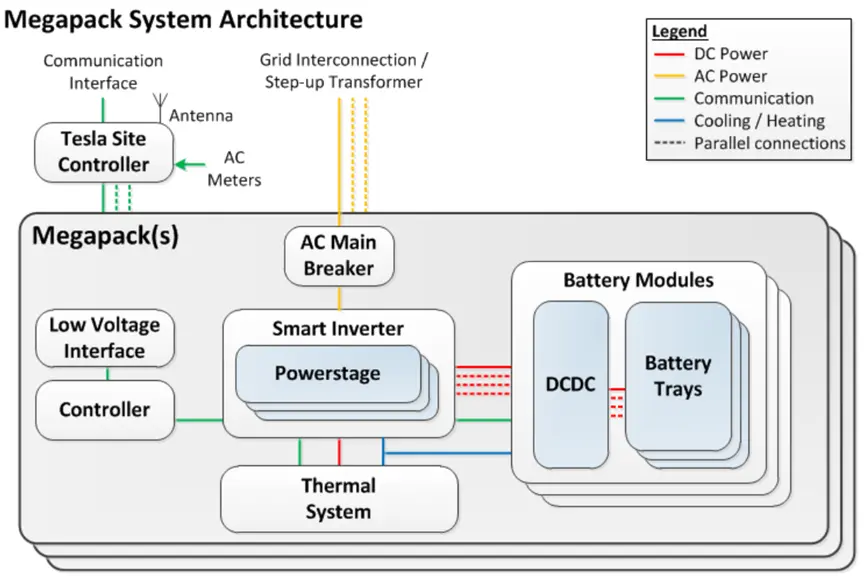 Megapack System Architecture
Legend
DC Power
AC Power
Communication
Cooling / Heating
Parallel connections
Communication
Interface
Antenna
Grid Interconnection /
Step-up Transformer
Tesla Site
Controller
AC
Meters
Megapack(s)
AC Main
Breaker
Low Voltage
Interface
Controller
Smart Inverter
Powerstage
Battery Modules
DCDC
Battery
Trays
Thermal
System